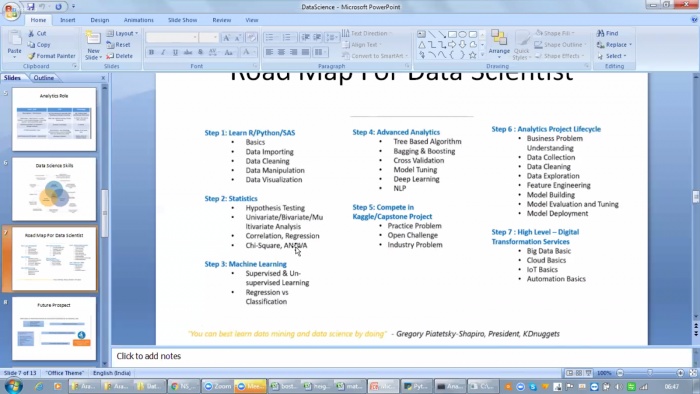 DataScience - Microsoft PowerPoint
Home
Insert
Design
Animations
Slide Show
Review
View
Paste
Cut
Copy
Format Painter
Clipboard
New
Slide
Layout
Reset
Delete
Slides
Font
Paragraph
Text Direction
Align Text
Convert to SmartArt
Arrange
Quick
Styles
Shape Fill
Shape Outline
Shape Effects
Drawing
Find
Replace
Select
Editing
Slides
Outline
Analytics Role
6
Data Science Skills
7
Road Map For Data Scientist
8
Future Prospect
Road Map For Data Scientist
Step 1: Learn R/Python/SAS
• Basics
• Data Importing
• Data Cleaning
• Data Manipulation
• Data Visualization
Step 2: Statistics
• Hypothesis Testing
• Univariate/Bivariate/Mu
ltivariate Analysis
• Correlation, Regression
• Chi-Square, ANOVA
Step 3: Machine Learning
• Supervised & Un-
supervised Learning
• Regression vs
Classification
Step 4: Advanced Analytics
• Tree Based Algorithm
• Bagging & Boosting
• Cross Validation
• Model Tuning
• Deep Learning
• NLP
Step 5: Compete in
Kaggle/Capstone Project
• Practice Problem
• Open Challenge
• Industry Problem
Step 6 : Analytics Project Lifecycle
• Business Problem
Understanding
• Data Collection
• Data Cleaning
• Data Exploration
• Feature Engineering
• Model Building
• Model Evaluation and Tuning
• Model Deployment
Step 7 : High Level – Digital
Transformation Services
• Big Data Basic
• Cloud Basics
• IoT Basics
• Automation Basics
"You can best learn data mining and data science by doing" - Gregory Piatetsky-Shapiro, President, KDnuggets
Click to add notes
Slide 7 of 13
"Office Theme"
English (India)
100%
Zoom
06:47